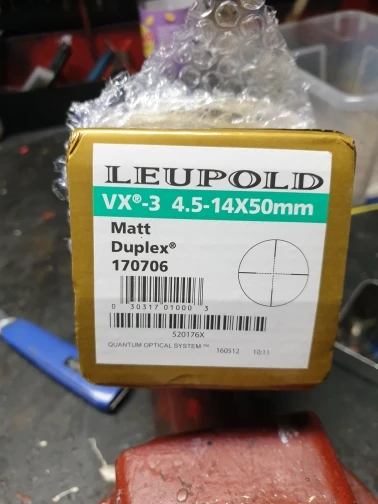 LEUPOLD
VX®-3 4.5-14X50mm
Matt
Duplex®
170706
0 30317 01000 3
520176X
QUANTUM OPTICAL SYSTEM™ 160512 10:11